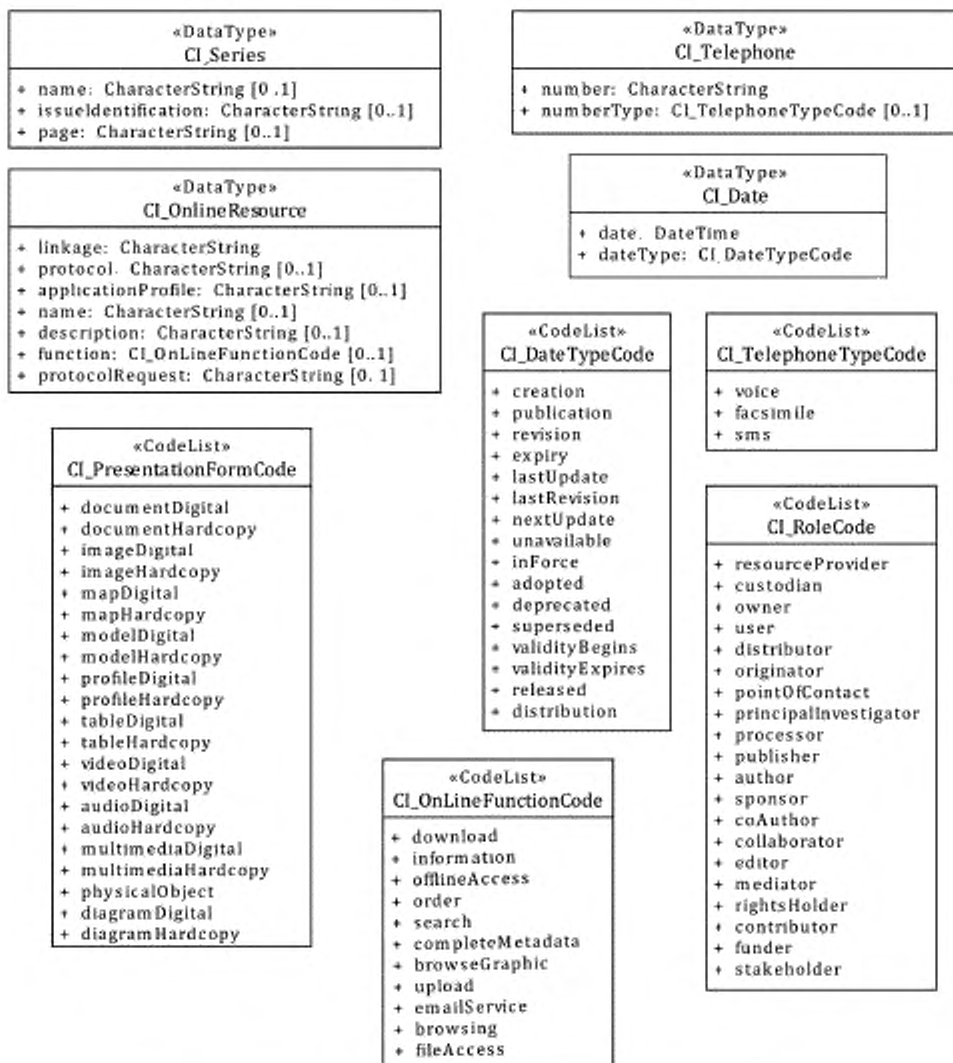 «DataType»
CI_Series
+ name: CharacterString [0..1]
+ issueIdentification: CharacterString [0..1]
+ page: CharacterString [0..1]
«DataType»
CI_Telephone
+ number: CharacterString
+ numberType: CI_TelephoneTypeCode [0..1]
«DataType»
CI_OnlineResource
+ linkage: CharacterString
+ protocol: CharacterString [0..1]
+ applicationProfile: CharacterString [0..1]
+ name: CharacterString [0..1]
+ description: CharacterString [0..1]
+ function: CI_OnLineFunctionCode [0..1]
+ protocolRequest: CharacterString [0..1]
«DataType»
CI_Date
+ date: DateTime
+ dateType: CI_DateTypeCode
«CodeList»
CI_DateTypeCode
+ creation
+ publication
+ revision
+ expiry
+ lastUpdate
+ lastRevision
+ nextUpdate
+ unavailable
+ inForce
+ adopted
+ deprecated
+ superseded
+ validityBegins
+ validityExpires
+ released
+ distribution
«CodeList»
CI_TelephoneTypeCode
+ voice
+ facsimile
+ sms
«CodeList»
CI_PresentationFormCode
+ documentDigital
+ documentHardcopy
+ imageDigital
+ imageHardcopy
+ mapDigital
+ mapHardcopy
+ modelDigital
+ modelHardcopy
+ profileDigital
+ profileHardcopy
+ tableDigital
+ tableHardcopy
+ videoDigital
+ videoHardcopy
+ audioDigital
+ audioHardcopy
+ multimediaDigital
+ multimediaHardcopy
+ physicalObject
+ diagramDigital
+ diagramHardcopy
«CodeList»
CI_RoleCode
+ resourceProvider
+ custodian
+ owner
+ user
+ distributor
+ originator
+ pointOfContact
+ principalInvestigator
+ processor
+ publisher
+ author
+ sponsor
+ coAuthor
+ collaborator
+ editor
+ mediator
+ rightsHolder
+ contributor
+ funder
+ stakeholder
«CodeList»
CI_OnLineFunctionCode
+ download
+ information
+ offlineAccess
+ order
+ search
+ completeMetadata
+ browseGraphic
+ upload
+ emailService
+ browsing
+ fileAccess